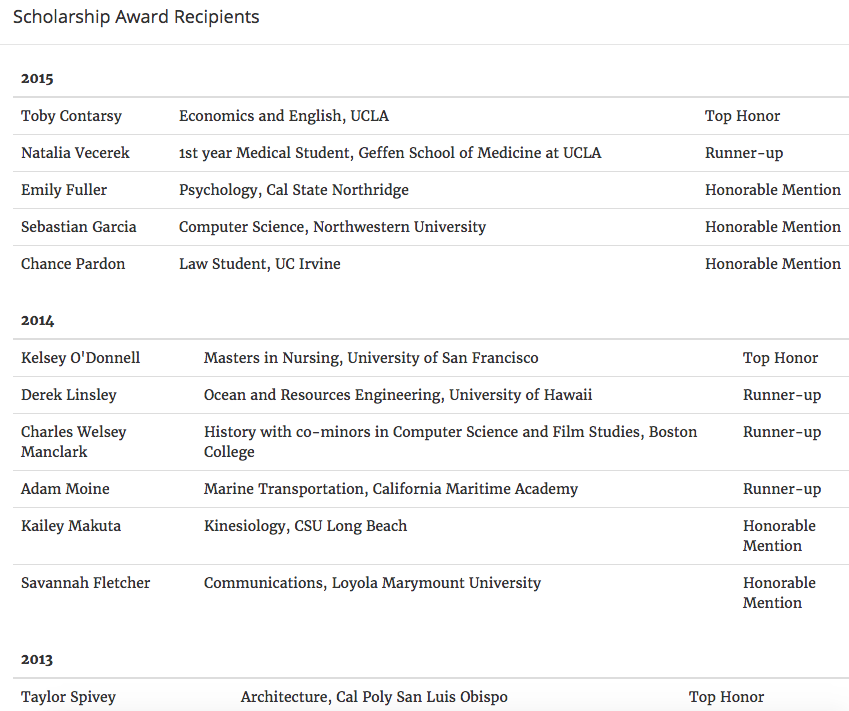 Scholarship Award Recipients
2015
Toby Contarsy Economics and English, UCLA Top Honor
Natalia Vecerek 1st year Medical Student, Geffen School of Medicine at UCLA Runner-up
Emily Fuller Psychology, Cal State Northridge Honorable Mention
Sebastian Garcia Computer Science, Northwestern University Honorable Mention
Chance Pardon Law Student, UC Irvine Honorable Mention
2014
Kelsey O'Donnell Masters in Nursing, University of San Francisco Top Honor
Derek Linsley Ocean and Resources Engineering, University of Hawaii Runner-up
Charles Welsey History with co-minors in Computer Science and Film Studies, Boston Runner-up
Manclark College
Adam Moine Marine Transportation, California Maritime Academy Runner-up
Kailey Makuta Kinesiology, CSU Long Beach Honorable
Mention
Savannah Fletcher Communications, Loyola Marymount University Honorable
Mention
2013
Taylor Spivey Architecture, Cal Poly San Luis Obispo Top Honor